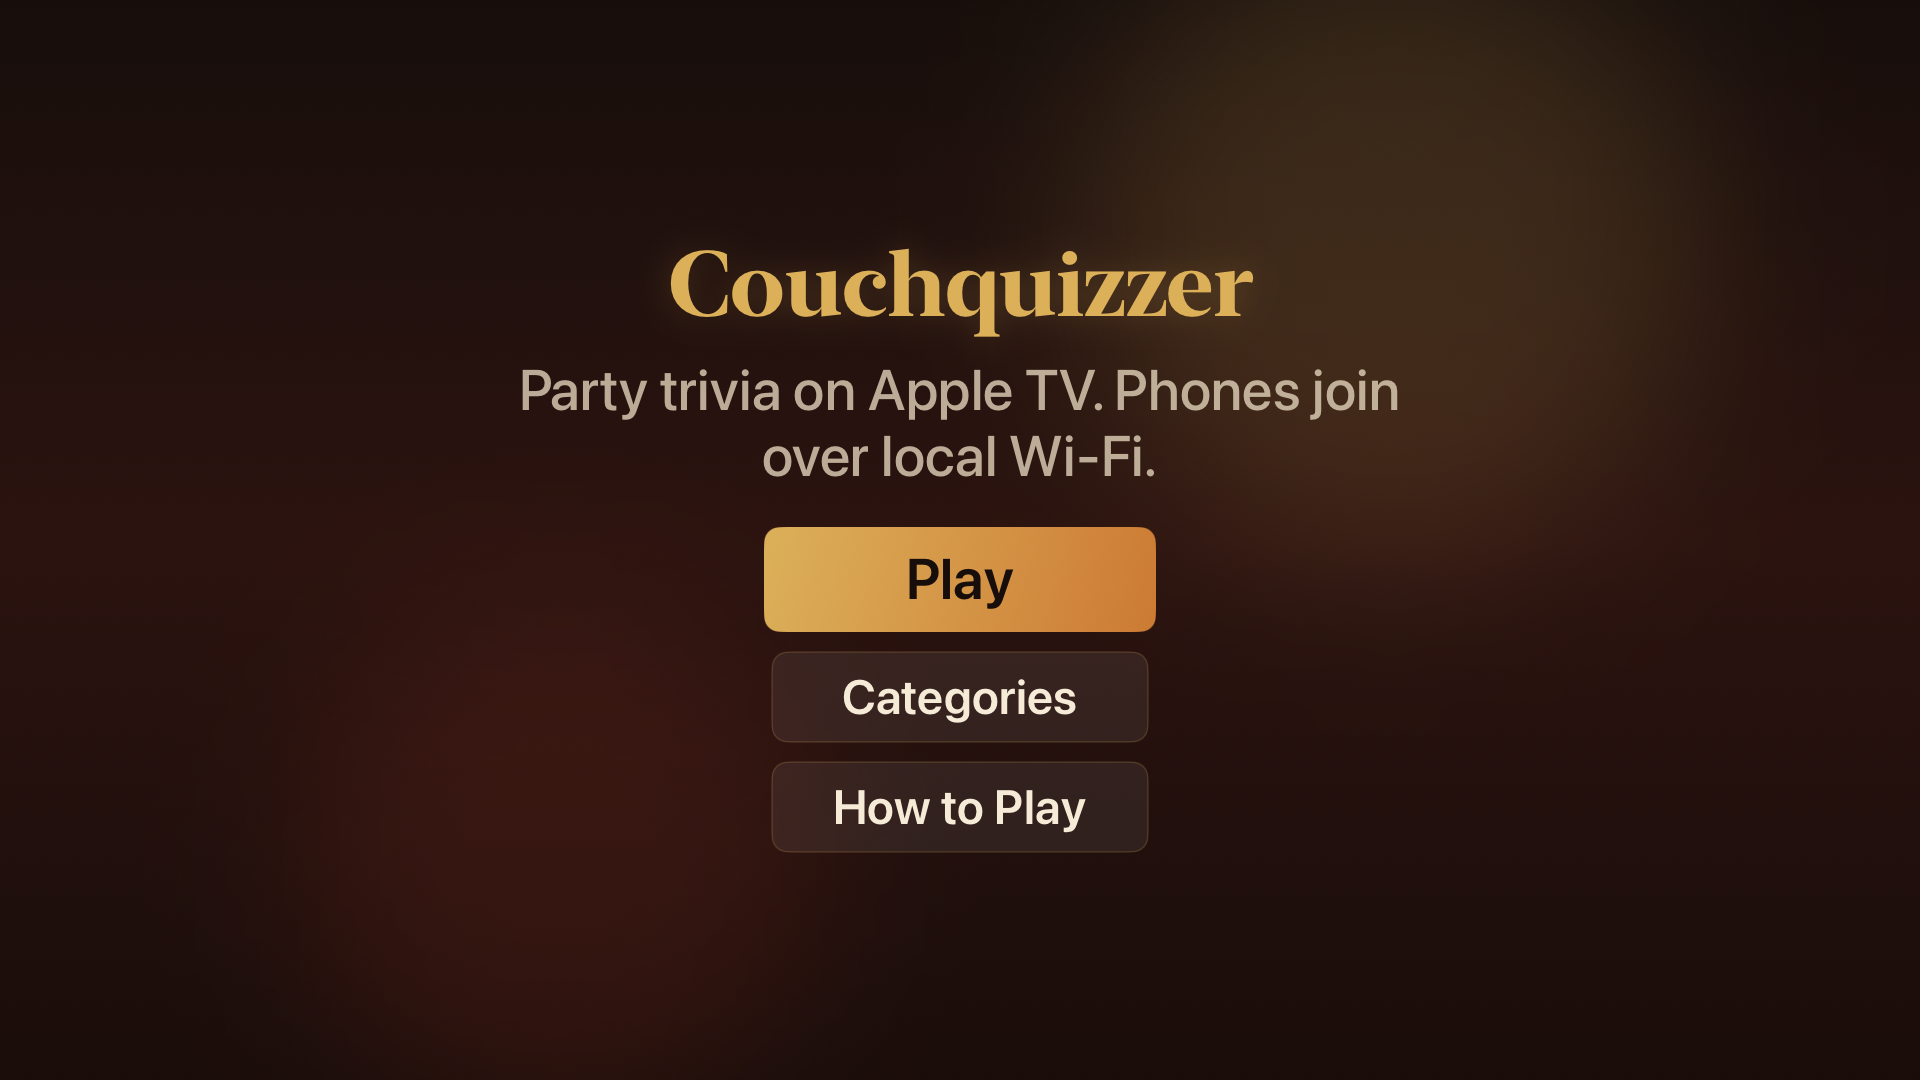 Couchquizzer
Party trivia on Apple TV. Phones join
over local Wi-Fi.
Play
Categories
How to Play